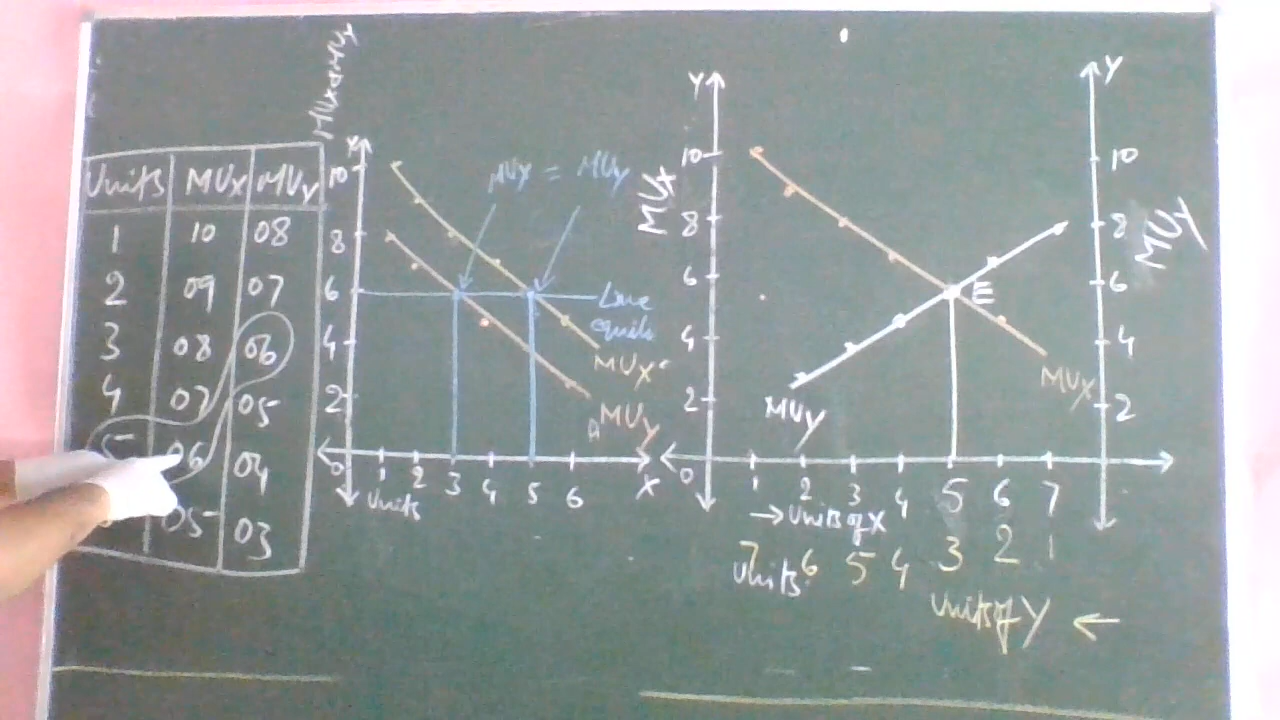 Units MUx MUy
1 10 08
2 09 07
3 08 06
4 07 05
5 06 04
05 03
Y
10
8
6
4
2
0
1 2 3 4 5 6 X
Units
MUx = MUy
Line
MUx
MUy
Y
MUx
10
8
6
4
2
0
E
MUx
MUy
Y
MUy
10
8
6
4
2
1 2 3 4 5 6 7
→ Units of X
7 6 5 4 3 2 1
Units
Units of Y ←